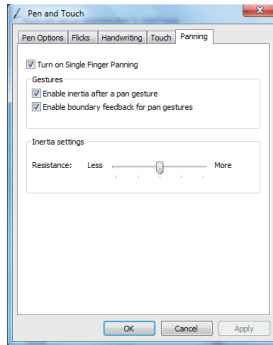 Pen and Touch
Pen Options Flicks Handwriting Touch Panning
Turn on Single Finger Panning
Gestures
Enable inertia after a pan gesture
Enable boundary feedback for pan gestures
Inertia settings
Resistance: Less More
OK Cancel Apply